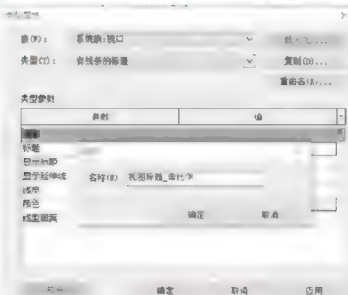 族(F): 系统族:视口 载入(L)...
类型(T): 有线条的标题 复制(D)...
重命名(R)...
类型参数
参数 值
标题
显示标题
显示延伸线
线宽
颜色
线型图案
名称(N): 视图标题_带比例
确定 取消
确定 取消 应用